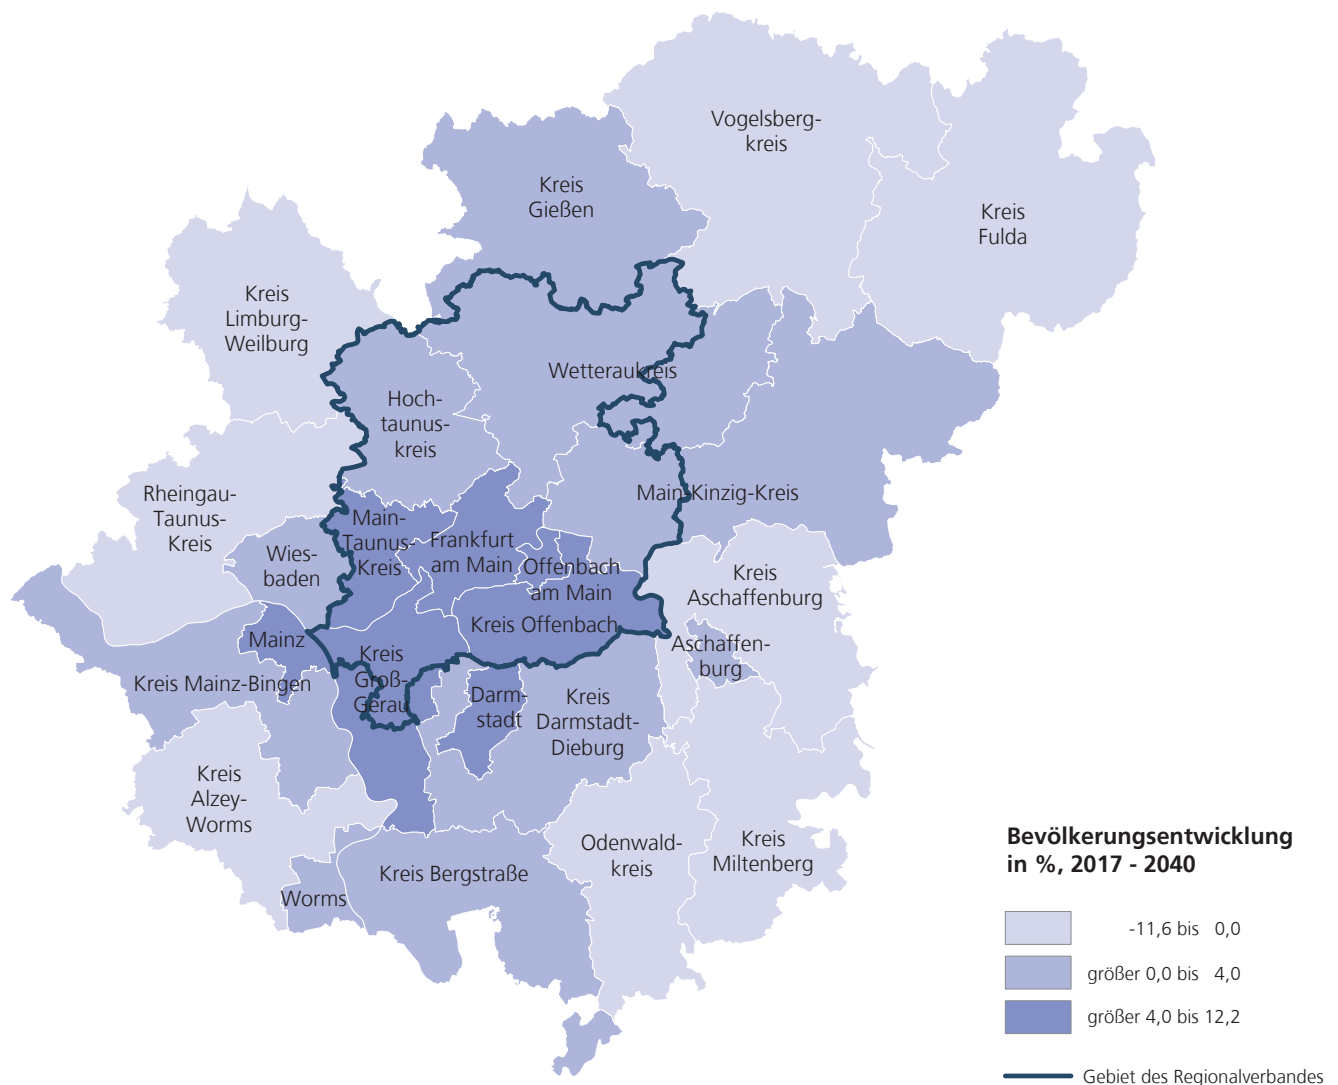 Vogelsberg-
kreis
Kreis
Gießen
Kreis
Fulda
Kreis
Limburg-
Weilburg
Wetteraukreis
Hoch-
taunus-
kreis
Rheingau-
Taunus-
Kreis
Main-Kinzig-Kreis
Main-
Taunus-
Kreis
Frankfurt
am Main
Wies-
baden
Offenbach
am Main
Kreis
Aschaffenburg
Kreis Offenbach
Mainz
Aschaffen-
burg
Kreis
Groß-
Gerau
Kreis Mainz-Bingen
Darm-
stadt
Kreis
Darmstadt-
Dieburg
Kreis
Alzey-
Worms
Odenwald-
kreis
Kreis
Miltenberg
Kreis Bergstraße
Worms
Bevölkerungsentwicklung
in %, 2017 - 2040
-11,6 bis 0,0
größer 0,0 bis 4,0
größer 4,0 bis 12,2
Gebiet des Regionalverbandes